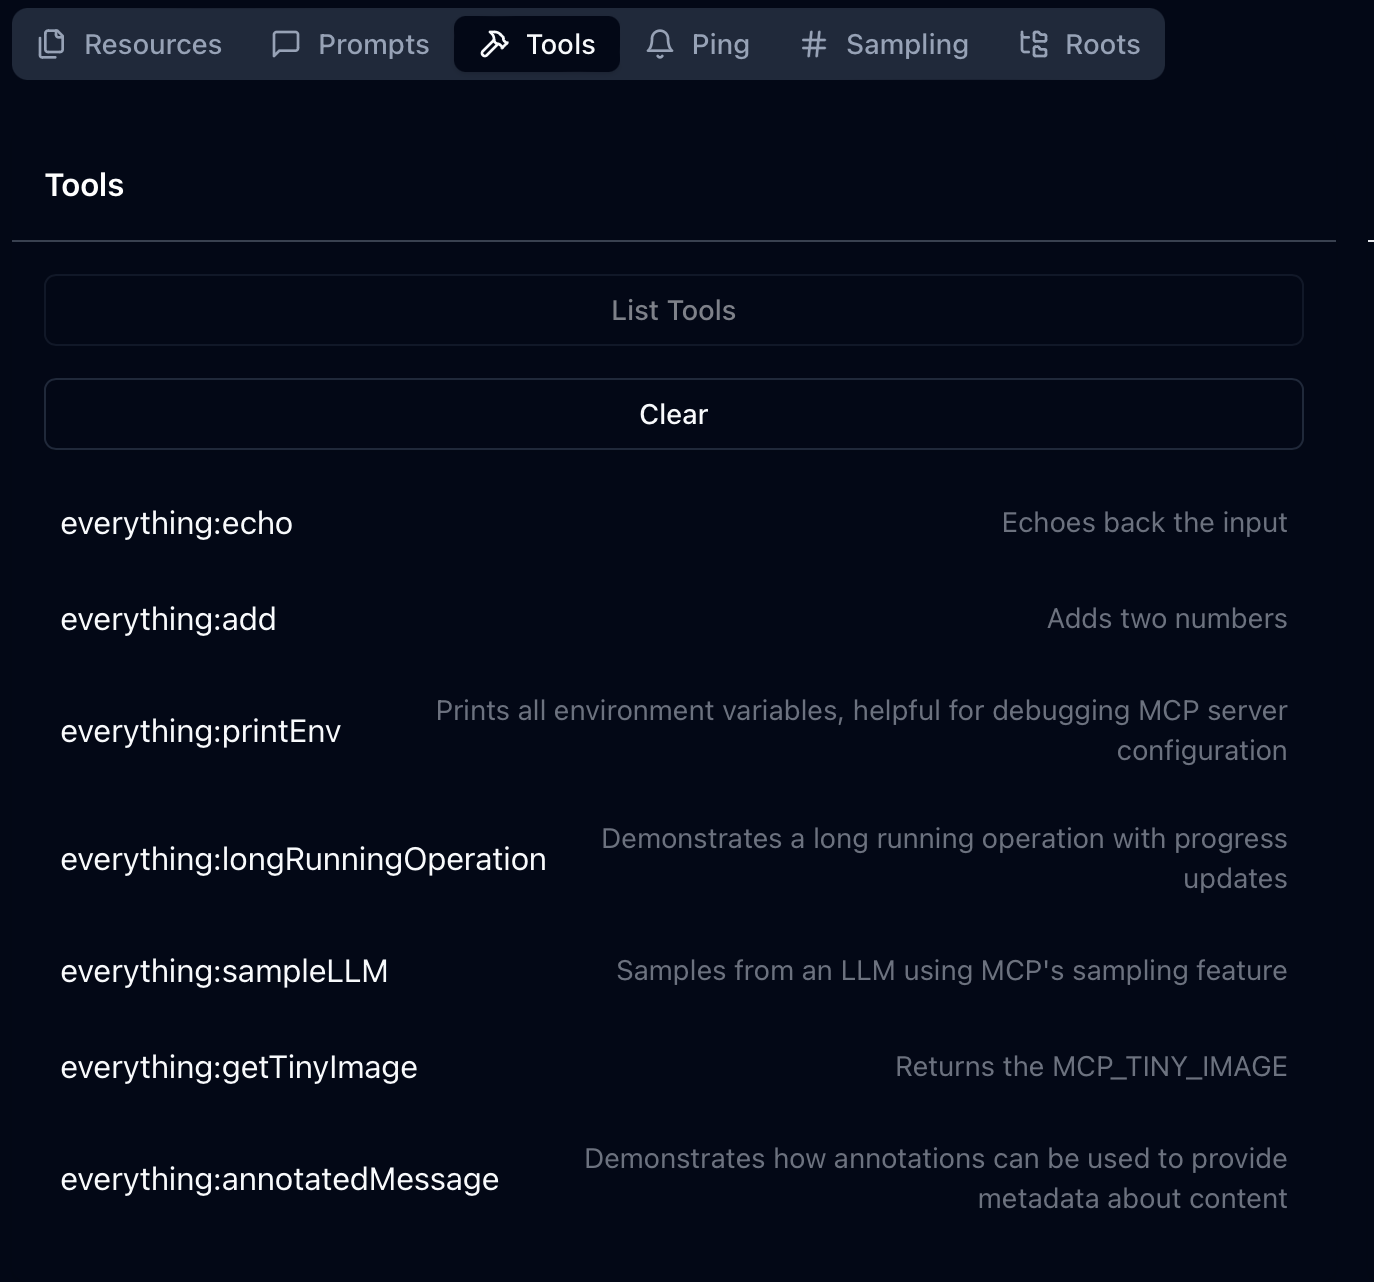 Resources Prompts Tools Ping Sampling Roots
Tools
List Tools
Clear
everything:echo Echoes back the input
everything:add Adds two numbers
everything:printEnv Prints all environment variables, helpful for debugging MCP server
configuration
everything:longRunningOperation Demonstrates a long running operation with progress
updates
everything:sampleLLM Samples from an LLM using MCP's sampling feature
everything:getTinyImage Returns the MCP_TINY_IMAGE
everything:annotatedMessage Demonstrates how annotations can be used to provide
metadata about content